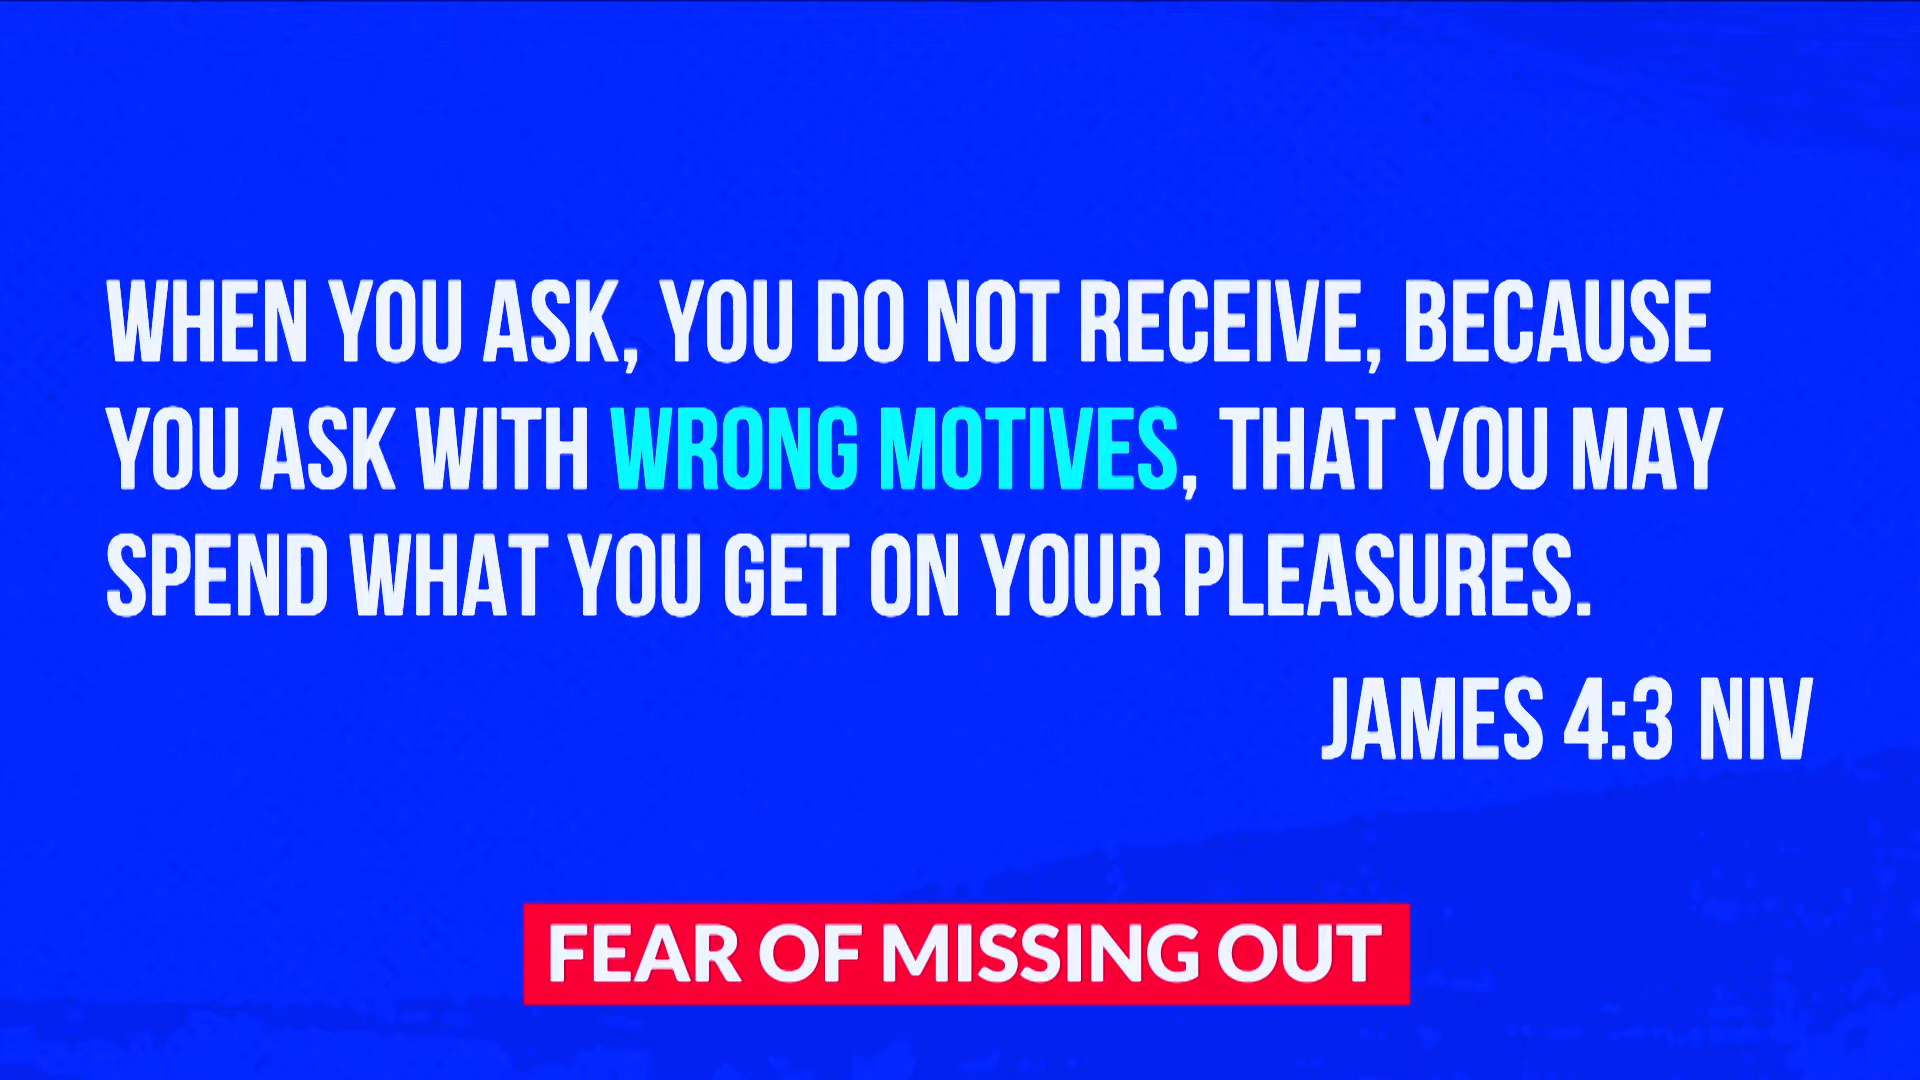 WHEN YOU ASK, YOU DO NOT RECEIVE, BECAUSE
YOU ASK WITH WRONG MOTIVES, THAT YOU MAY
SPEND WHAT YOU GET ON YOUR PLEASURES.
JAMES 4:3 NIV
FEAR OF MISSING OUT